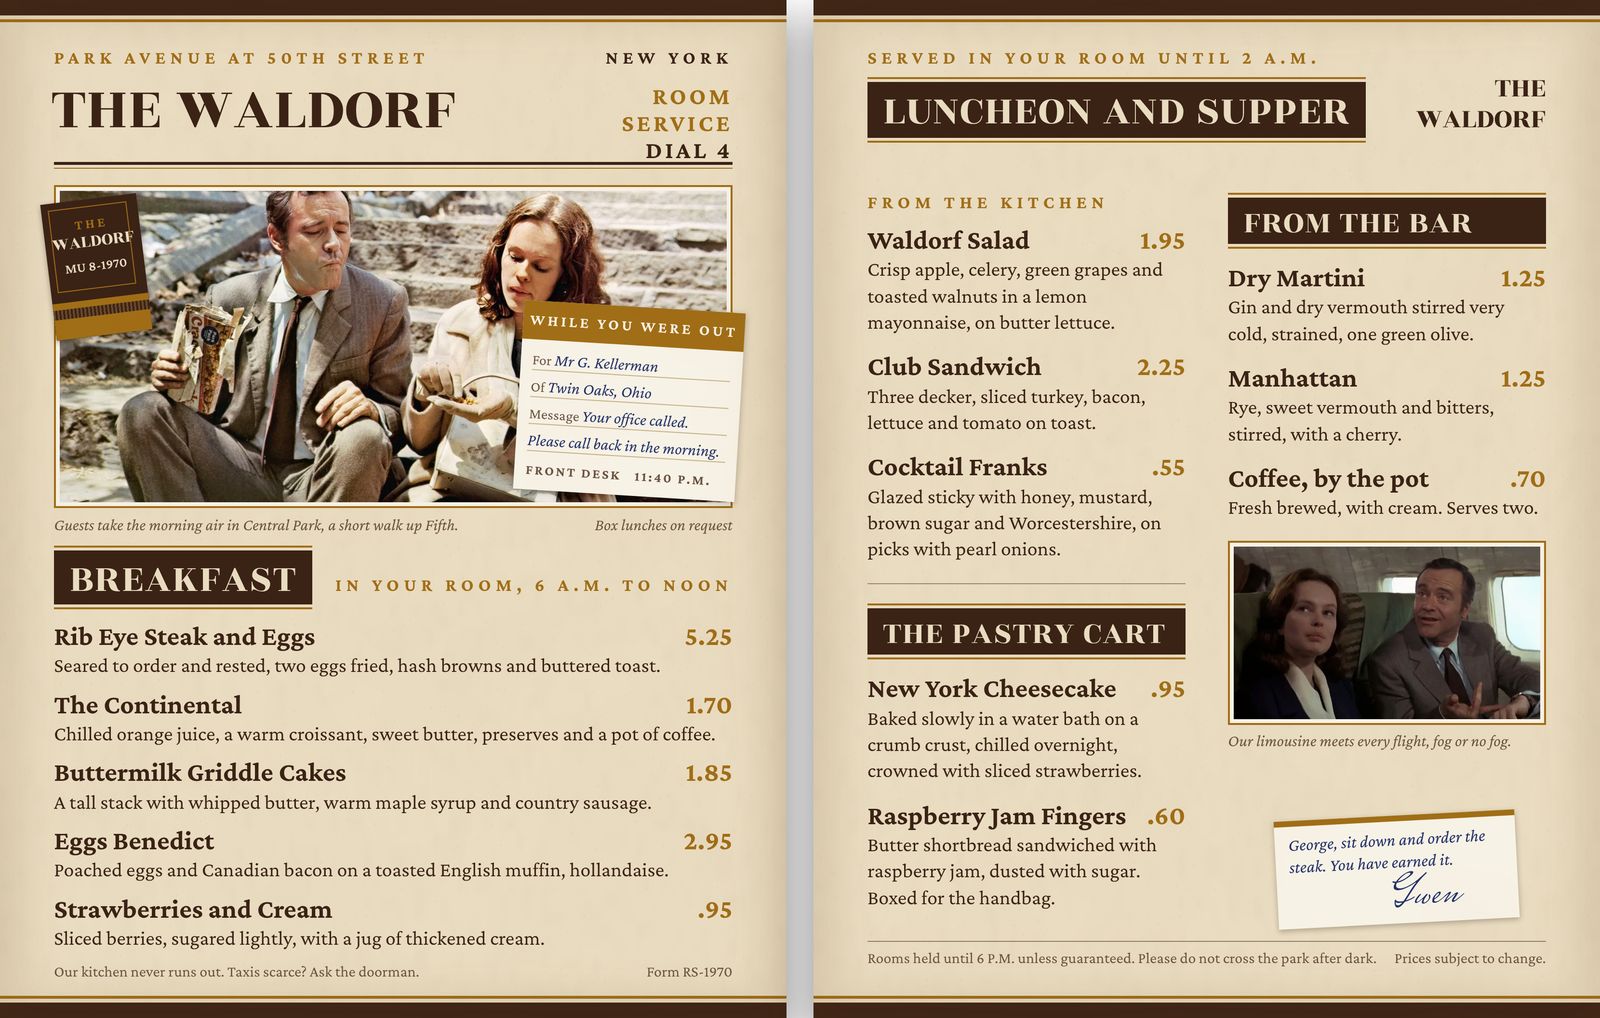 PARK AVENUE AT 50TH STREET
NEW YORK
THE WALDORF
ROOM
SERVICE
DIAL 4
THE
WALDORF
MU 8-1970
WHILE YOU WERE OUT
For Mr G. Kellerman
Of Twin Oaks, Ohio
Message Your office called.
Please call back in the morning.
FRONT DESK 11:40 P.M.
Guests take the morning air in Central Park, a short walk up Fifth.
Box lunches on request
BREAKFAST
IN YOUR ROOM, 6 A.M. TO NOON
Rib Eye Steak and Eggs 5.25
Seared to order and rested, two eggs fried, hash browns and buttered toast.
The Continental 1.70
Chilled orange juice, a warm croissant, sweet butter, preserves and a pot of coffee.
Buttermilk Griddle Cakes 1.85
A tall stack with whipped butter, warm maple syrup and country sausage.
Eggs Benedict 2.95
Poached eggs and Canadian bacon on a toasted English muffin, hollandaise.
Strawberries and Cream .95
Sliced berries, sugared lightly, with a jug of thickened cream.
Our kitchen never runs out. Taxis scarce? Ask the doorman.
Form RS-1970
SERVED IN YOUR ROOM UNTIL 2 A.M.
LUNCHEON AND SUPPER
THE
WALDORF
FROM THE KITCHEN
Waldorf Salad 1.95
Crisp apple, celery, green grapes and
toasted walnuts in a lemon
mayonnaise, on butter lettuce.
Club Sandwich 2.25
Three decker, sliced turkey, bacon,
lettuce and tomato on toast.
Cocktail Franks .55
Glazed sticky with honey, mustard,
brown sugar and Worcestershire, on
picks with pearl onions.
THE PASTRY CART
New York Cheesecake .95
Baked slowly in a water bath on a
crumb crust, chilled overnight,
crowned with sliced strawberries.
Raspberry Jam Fingers .60
Butter shortbread sandwiched with
raspberry jam, dusted with sugar.
Boxed for the handbag.
FROM THE BAR
Dry Martini 1.25
Gin and dry vermouth stirred very
cold, strained, one green olive.
Manhattan 1.25
Rye, sweet vermouth and bitters,
stirred, with a cherry.
Coffee, by the pot .70
Fresh brewed, with cream. Serves two.
Our limousine meets every flight, fog or no fog.
George, sit down and order the
steak. You have earned it.
Gwen
Rooms held until 6 P.M. unless guaranteed. Please do not cross the park after dark.
Prices subject to change.